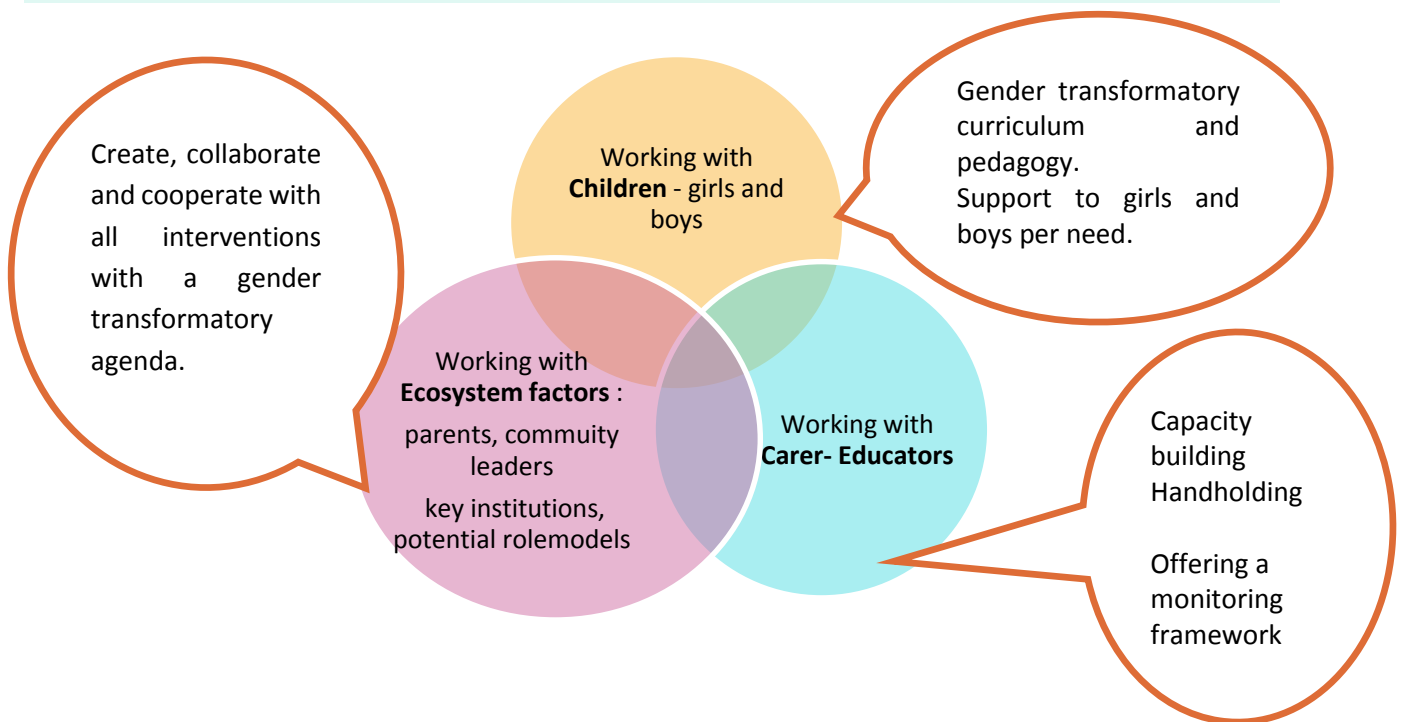 Create, collaborate
and cooperate with
all interventions
with a gender
transformatory
agenda.
Working with
Children - girls and
boys
Gender transformatory
curriculum and
pedagogy.
Support to girls and
boys per need.
Working with
Ecosystem factors :
parents, commuity
leaders
key institutions,
potential rolemodels
Working with
Carer- Educators
Capacity
building
Handholding
Offering a
monitoring
framework